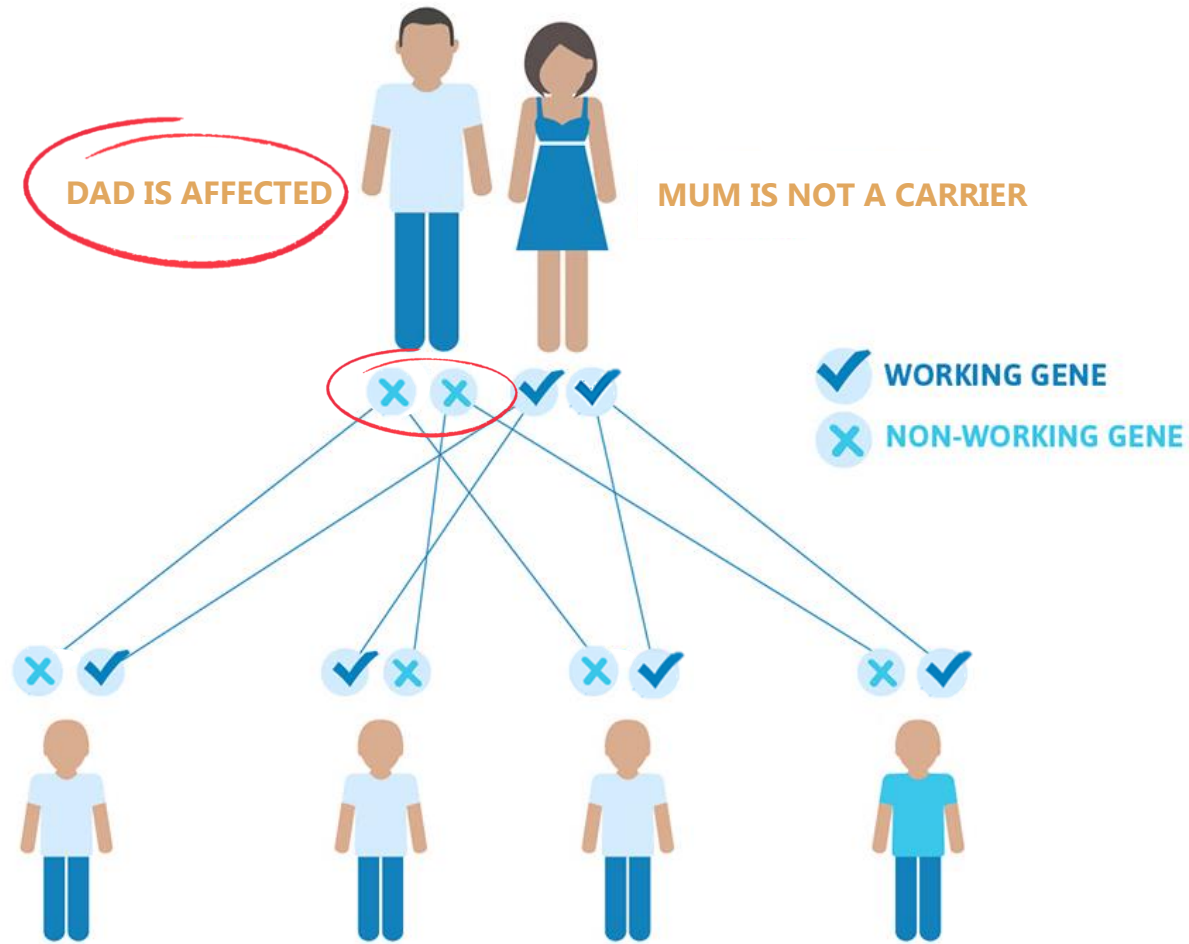 DAD IS AFFECTED
MUM IS NOT A CARRIER
WORKING GENE
NON-WORKING GENE